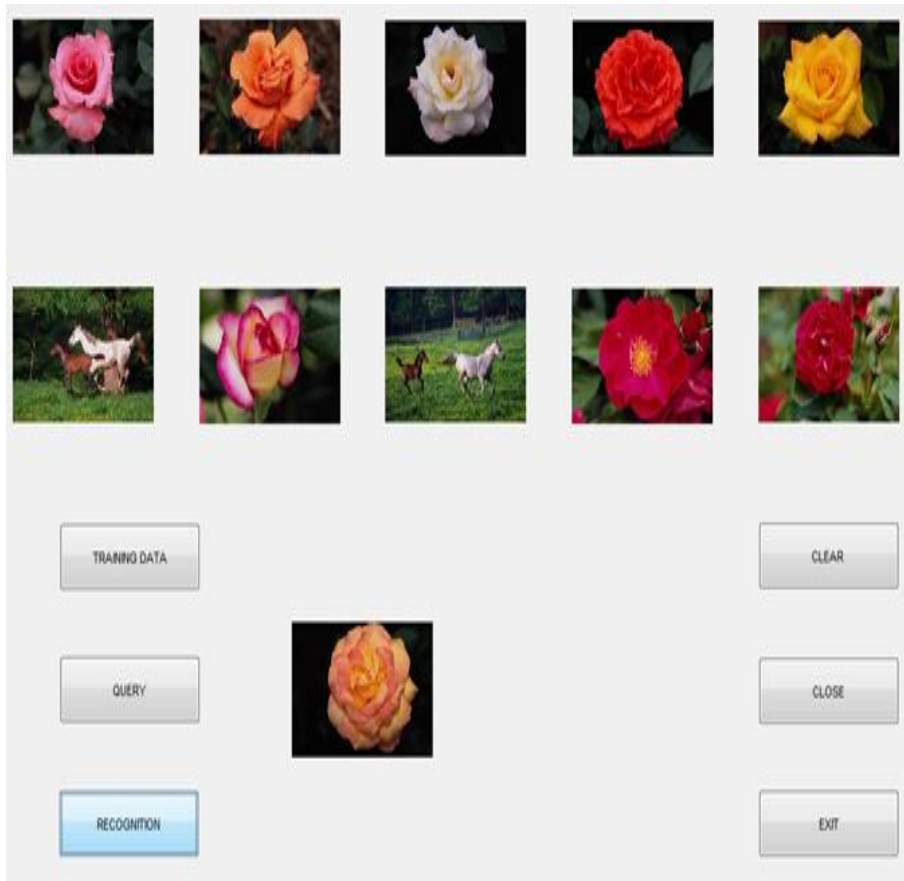 TRAINING DATA
CLEAR
QUERY
CLOSE
RECOGNITION
EXIT